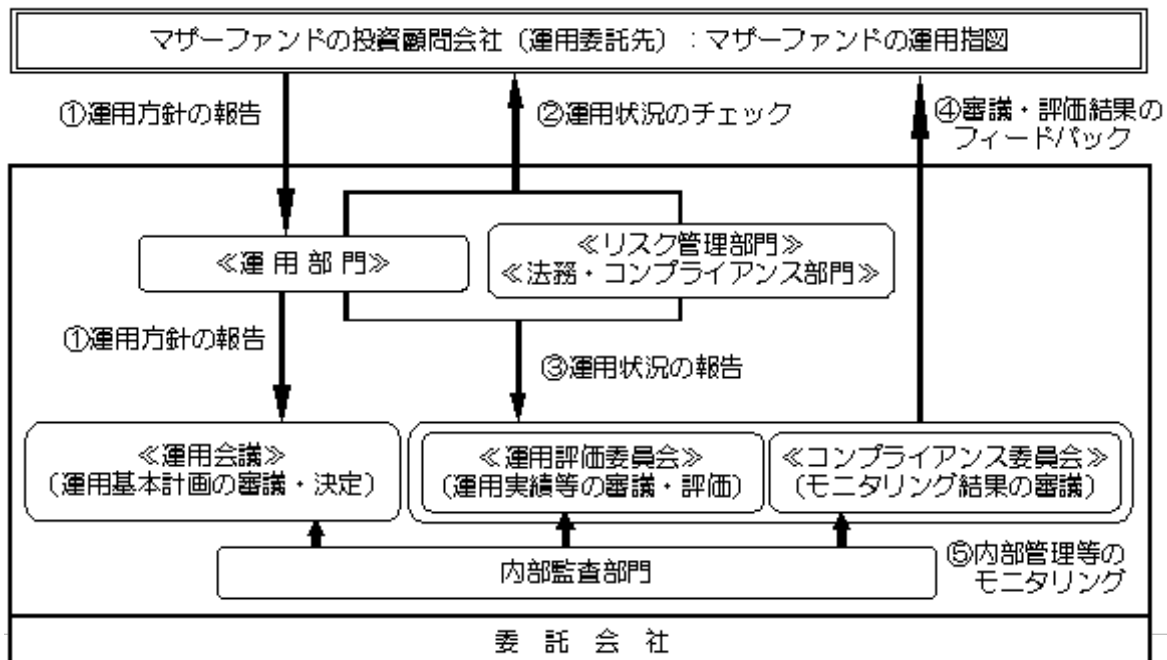 マザーファンドの投資顧問会社（運用委託先）：マザーファンドの運用指図
①運用方針の報告
②運用状況のチェック
④審議・評価結果の
フィードバック
≪運 用 部 門≫
≪リスク管理部門≫
≪法務・コンプライアンス部門≫
①運用方針の報告
③運用状況の報告
≪運用会議≫
（運用基本計画の審議・決定）
≪運用評価委員会≫
（運用実績等の審議・評価）
≪コンプライアンス委員会≫
（モニタリング結果の審議）
内部監査部門
⑤内部管理等の
モニタリング
委 託 会 社